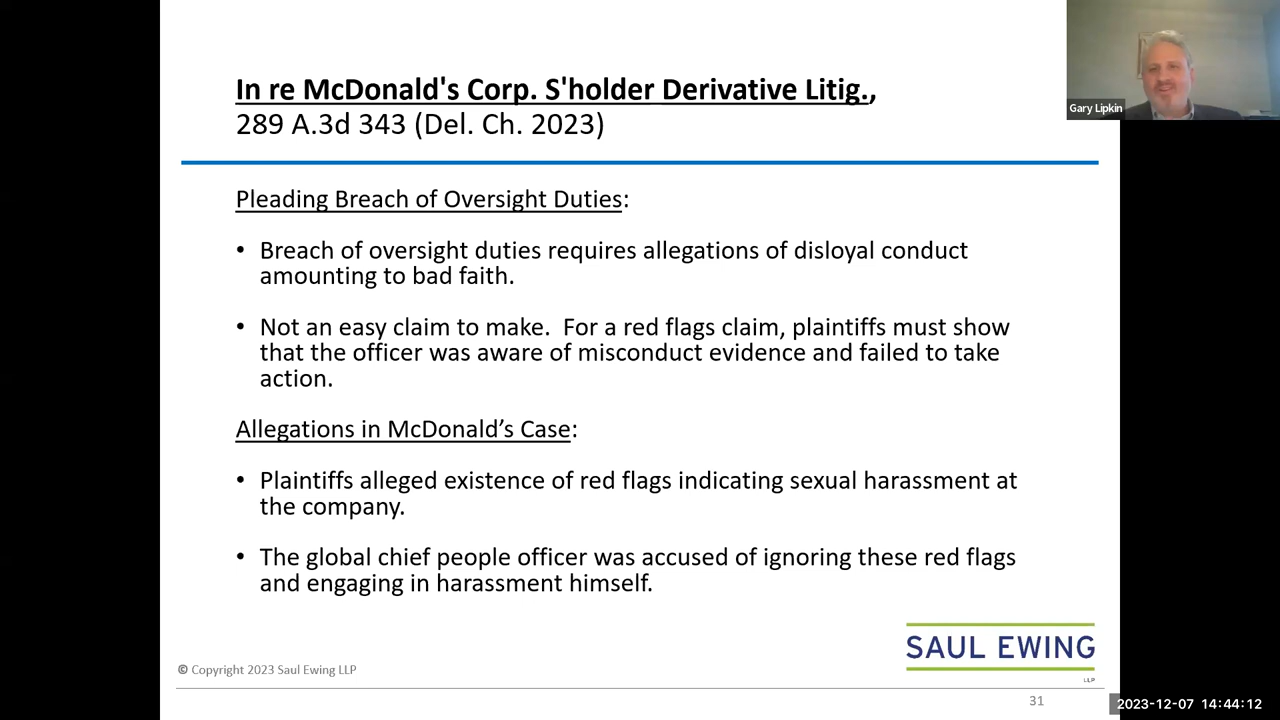 In re McDonald's Corp. S'holder Derivative Litig.,
289 A.3d 343 (Del. Ch. 2023)
Gary Lipkin
Pleading Breach of Oversight Duties:
• Breach of oversight duties requires allegations of disloyal conduct
amounting to bad faith.
• Not an easy claim to make.  For a red flags claim, plaintiffs must show
that the officer was aware of misconduct evidence and failed to take
action.
Allegations in McDonald’s Case:
• Plaintiffs alleged existence of red flags indicating sexual harassment at
the company.
• The global chief people officer was accused of ignoring these red flags
and engaging in harassment himself.
SAUL EWING
LLP
© Copyright 2023 Saul Ewing LLP
31
2023-12-07 14:44:12